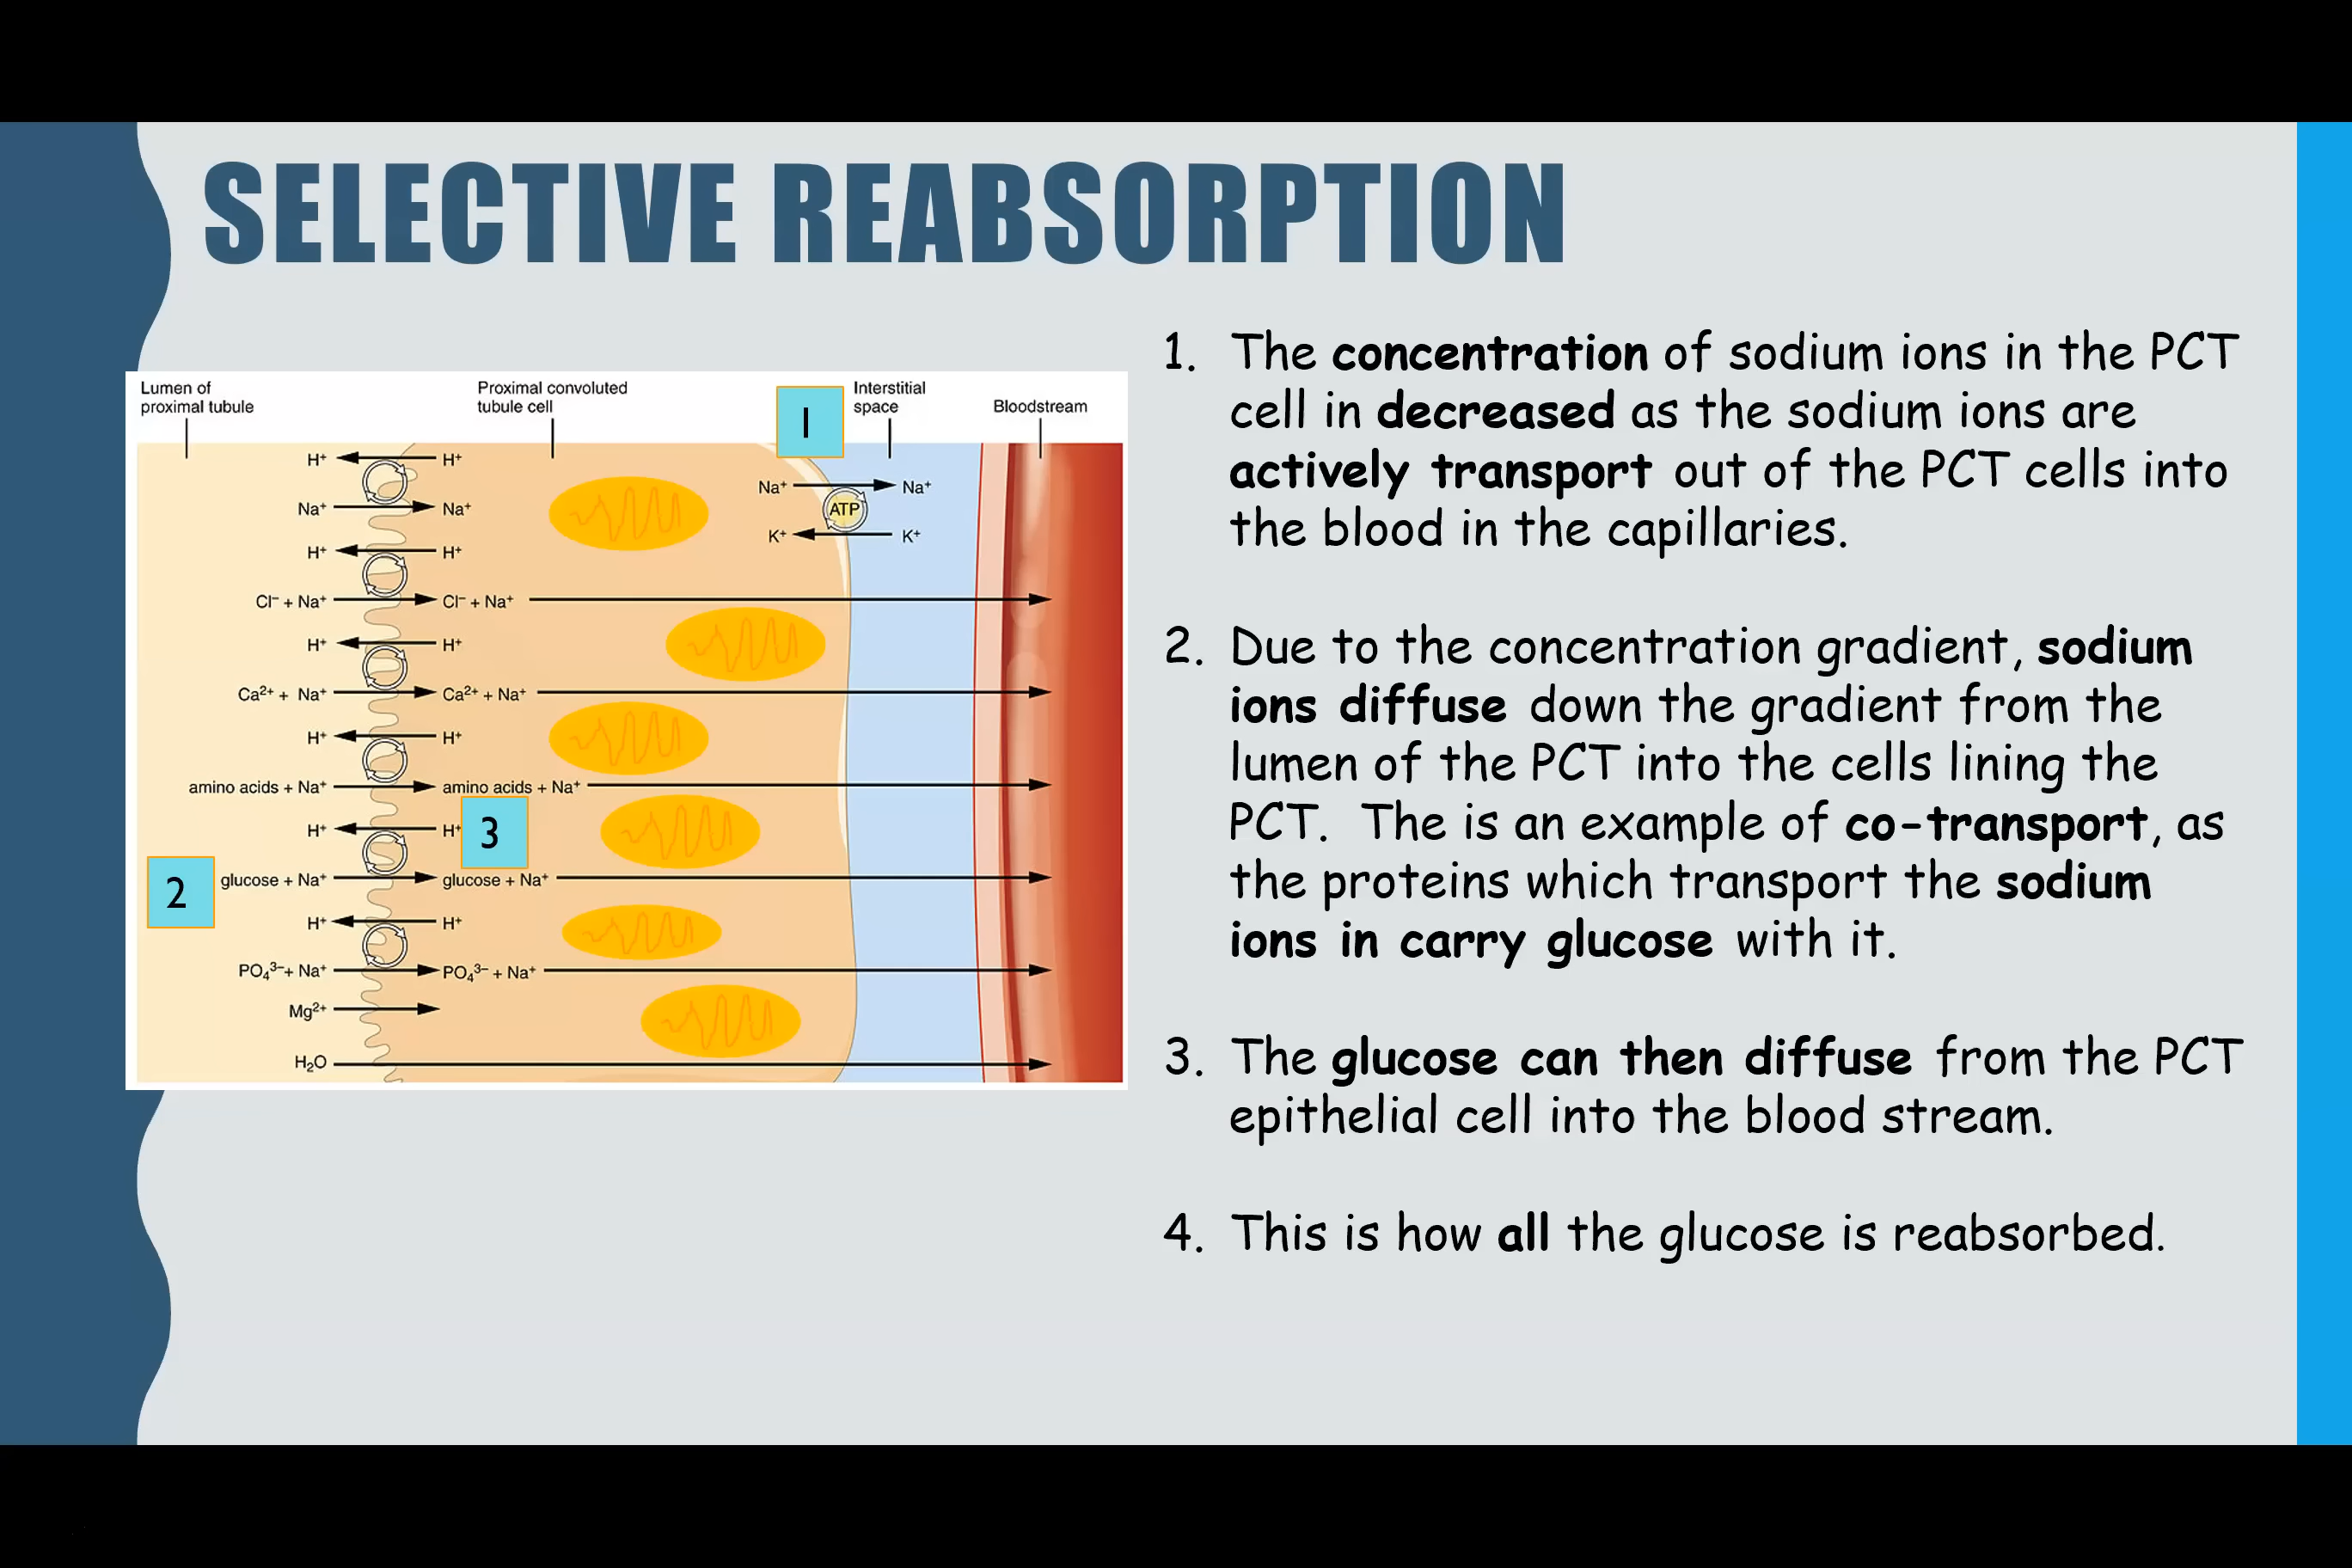 SELECTIVE REABSORPTION
Lumen of
proximal tubule
Proximal convoluted
tubule cell
1
Interstitial
space
Bloodstream
H⁺ H⁺
Na⁺ Na⁺
Na⁺ Na⁺
ATP
K⁺ K⁺
H⁺ H⁺
Cl⁻ + Na⁺ Cl⁻ + Na⁺
H⁺ H⁺
Ca²⁺ + Na⁺ Ca²⁺ + Na⁺
H⁺ H⁺
amino acids + Na⁺ amino acids + Na⁺
H⁺ H⁺ 3
2 glucose + Na⁺ glucose + Na⁺
H⁺ H⁺
PO₄³⁻+ Na⁺ PO₄³⁻ + Na⁺
Mg²⁺
H₂O
1. The concentration of sodium ions in the PCT
cell in decreased as the sodium ions are
actively transport out of the PCT cells into
the blood in the capillaries.
2. Due to the concentration gradient, sodium
ions diffuse down the gradient from the
lumen of the PCT into the cells lining the
PCT. The is an example of co-transport, as
the proteins which transport the sodium
ions in carry glucose with it.
3. The glucose can then diffuse from the PCT
epithelial cell into the blood stream.
4. This is how all the glucose is reabsorbed.